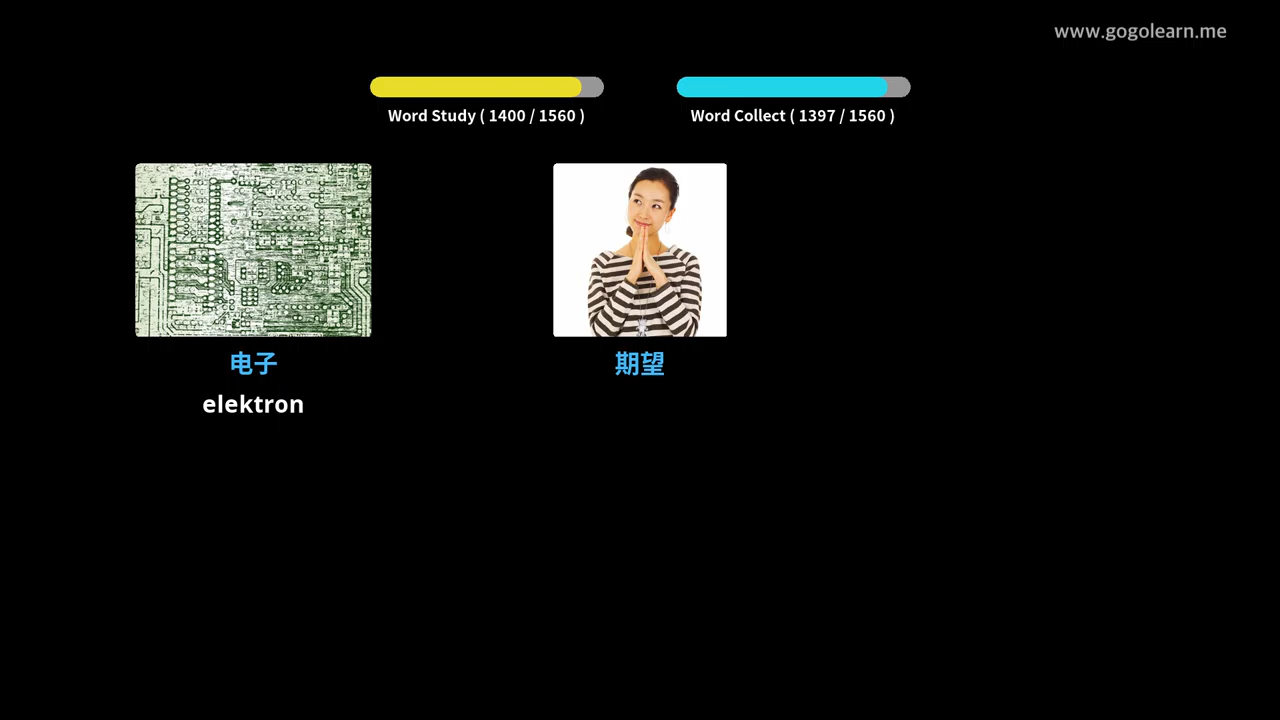 www.gogolearn.me
Word Study ( 1400 / 1560 )
Word Collect ( 1397 / 1560 )
电子
期望
elektron